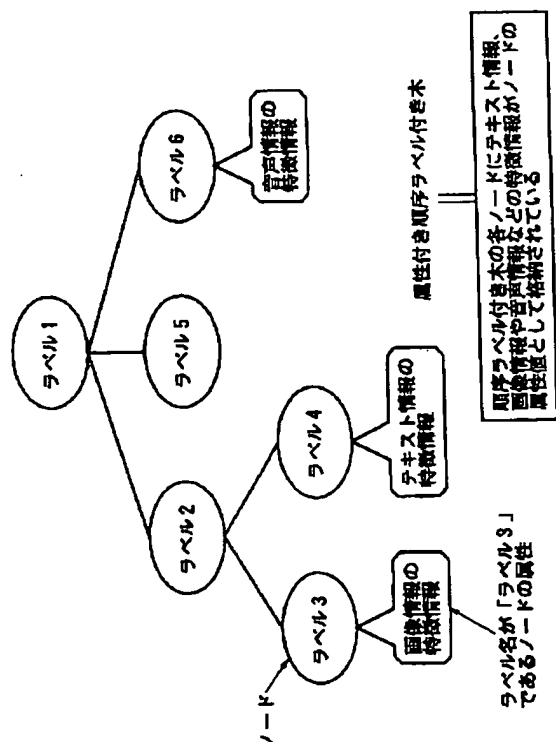 ラベル1
ラベル2
ラベル5
ラベル6
ラベル3
ラベル4
音声情報の
特徴情報
ノード
画像情報の
特徴情報
テキスト情報の
特徴情報
ラベル名が「ラベル3」
であるノードの属性
属性付き順序ラベル付き木
順序ラベル付き木の各ノードにテキスト情報、
画像情報や音声情報などの特徴情報がノードの
属性値として格納されている